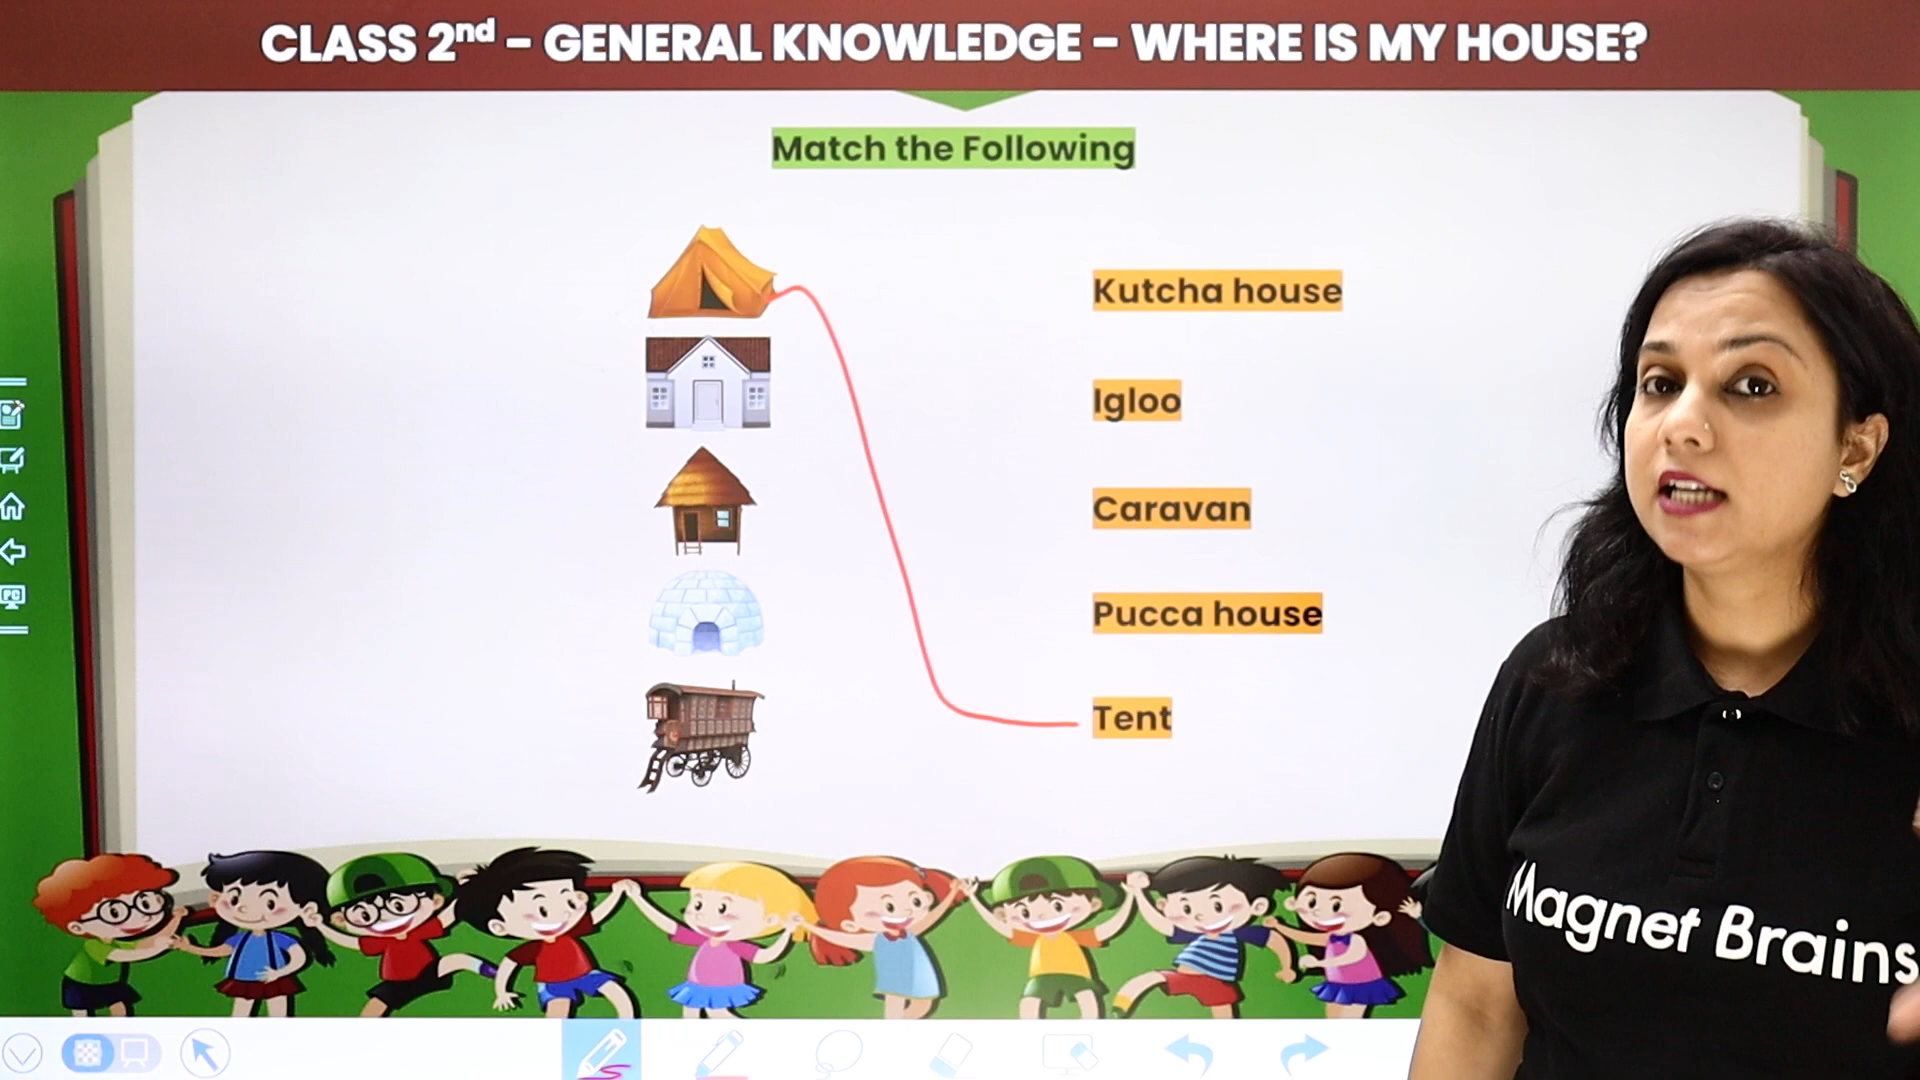 CLASS 2nd - GENERAL KNOWLEDGE - WHERE IS MY HOUSE?
Match the Following
Kutcha house
Igloo
Caravan
Pucca house
Tent
Magnet Brains
PC